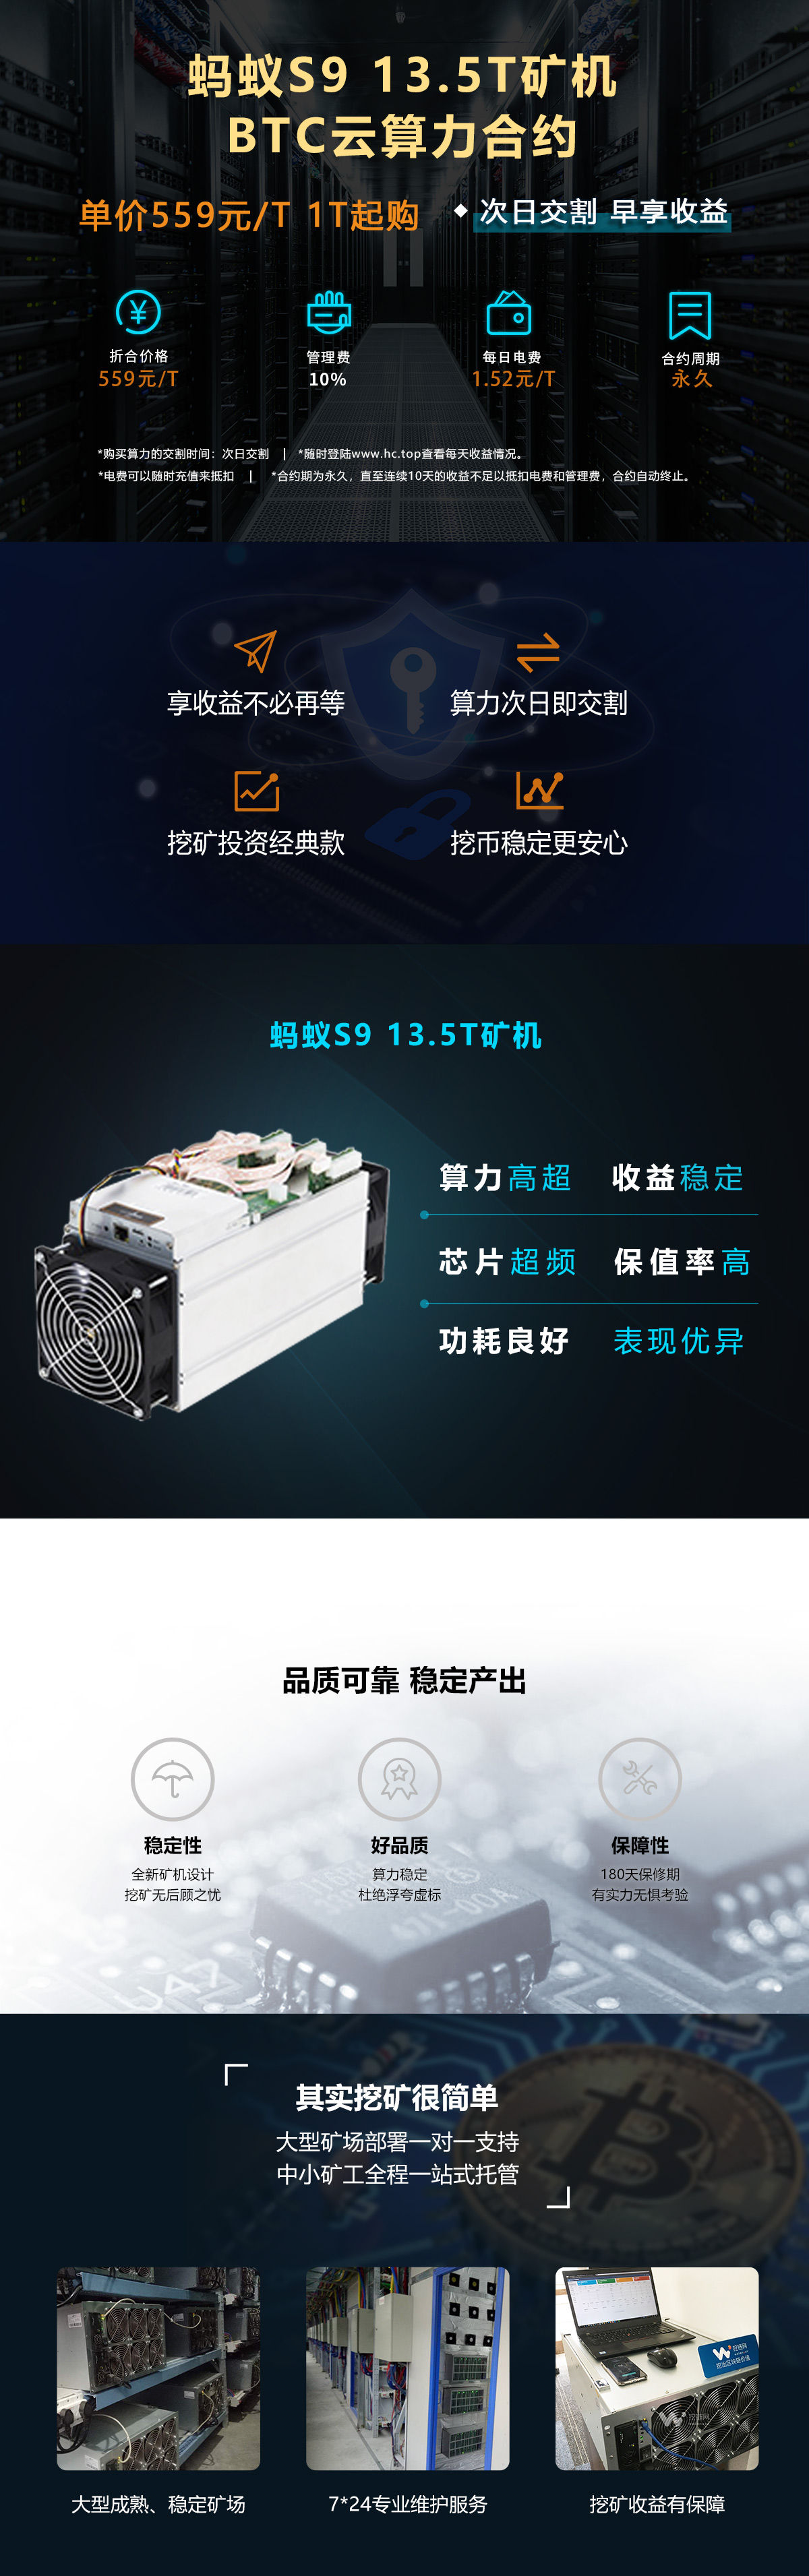 蚂蚁S9 13.5T矿机
BTC云算力合约
单价559元/T 1T起购
次日交割 早享收益
折合价格
559元/T
管理费
10%
每日电费
1.52元/T
合约周期
永久
*购买算力的交割时间：次日交割 | *随时登陆www.hc.top查看每天收益情况。
*电费可以随时充值来抵扣 | *合约期为永久，直至连续10天的收益不足以抵扣电费和管理费，合约自动终止。
享收益不必再等
算力次日即交割
挖矿投资经典款
挖币稳定更安心
蚂蚁S9 13.5T矿机
算力高超 收益稳定
芯片超频 保值率高
功耗良好 表现优异
品质可靠 稳定产出
稳定性
全新矿机设计
挖矿无后顾之忧
好品质
算力稳定
杜绝浮夸虚标
保障性
180天保修期
有实力无惧考验
其实挖矿很简单
大型矿场部署一对一支持
中小矿工全程一站式托管
挖链网
挖出区块链价值
挖链网
大型成熟、稳定矿场
7*24专业维护服务
挖矿收益有保障